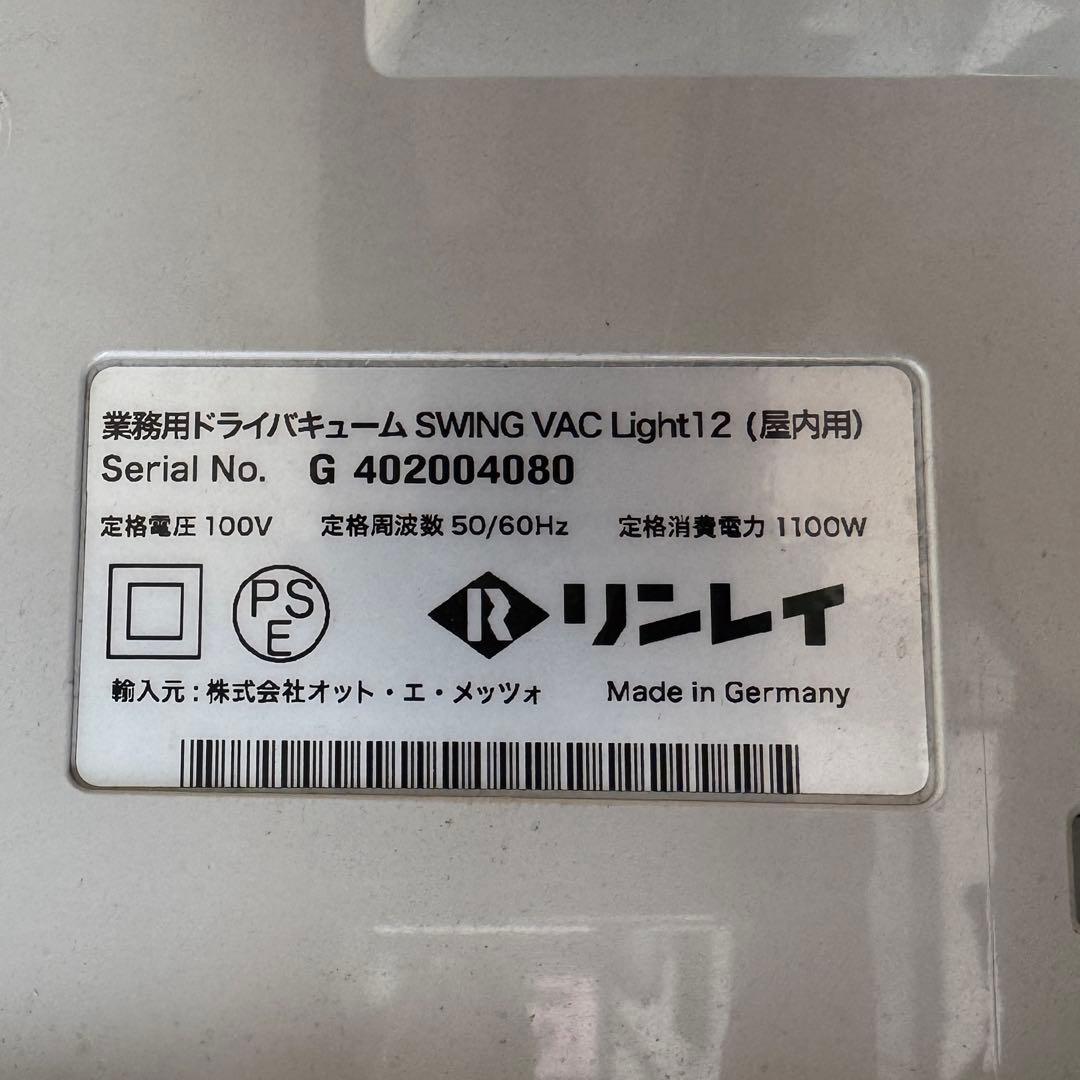 業務用ドライバキューム SWING VAC Light12 (屋内用)
Serial No. G 402004080
定格電圧 100V 定格周波数 50/60Hz 定格消費電力 1100W
PSE R リンレイ
輸入元 : 株式会社オット・エ・メッツォ Made in Germany